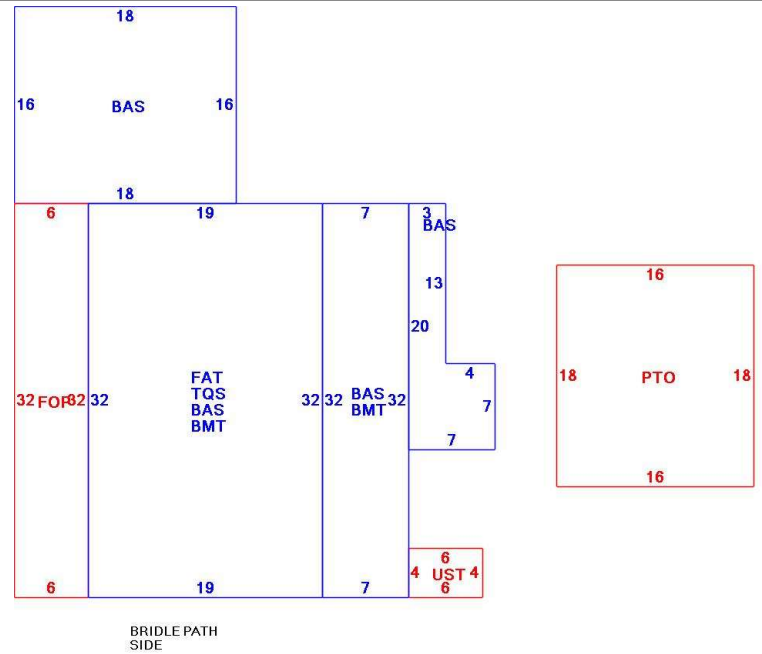 18
16 BAS 16
18
6 19 7 3
BAS
16
13
20
4
18 PTO 18
FAT
TQS
BAS
BMT
32 FOP 32 32 32 32 BAS 32
BMT
7
7
16
6
4 UST 4
6
6 19 7
BRIDLE PATH
SIDE